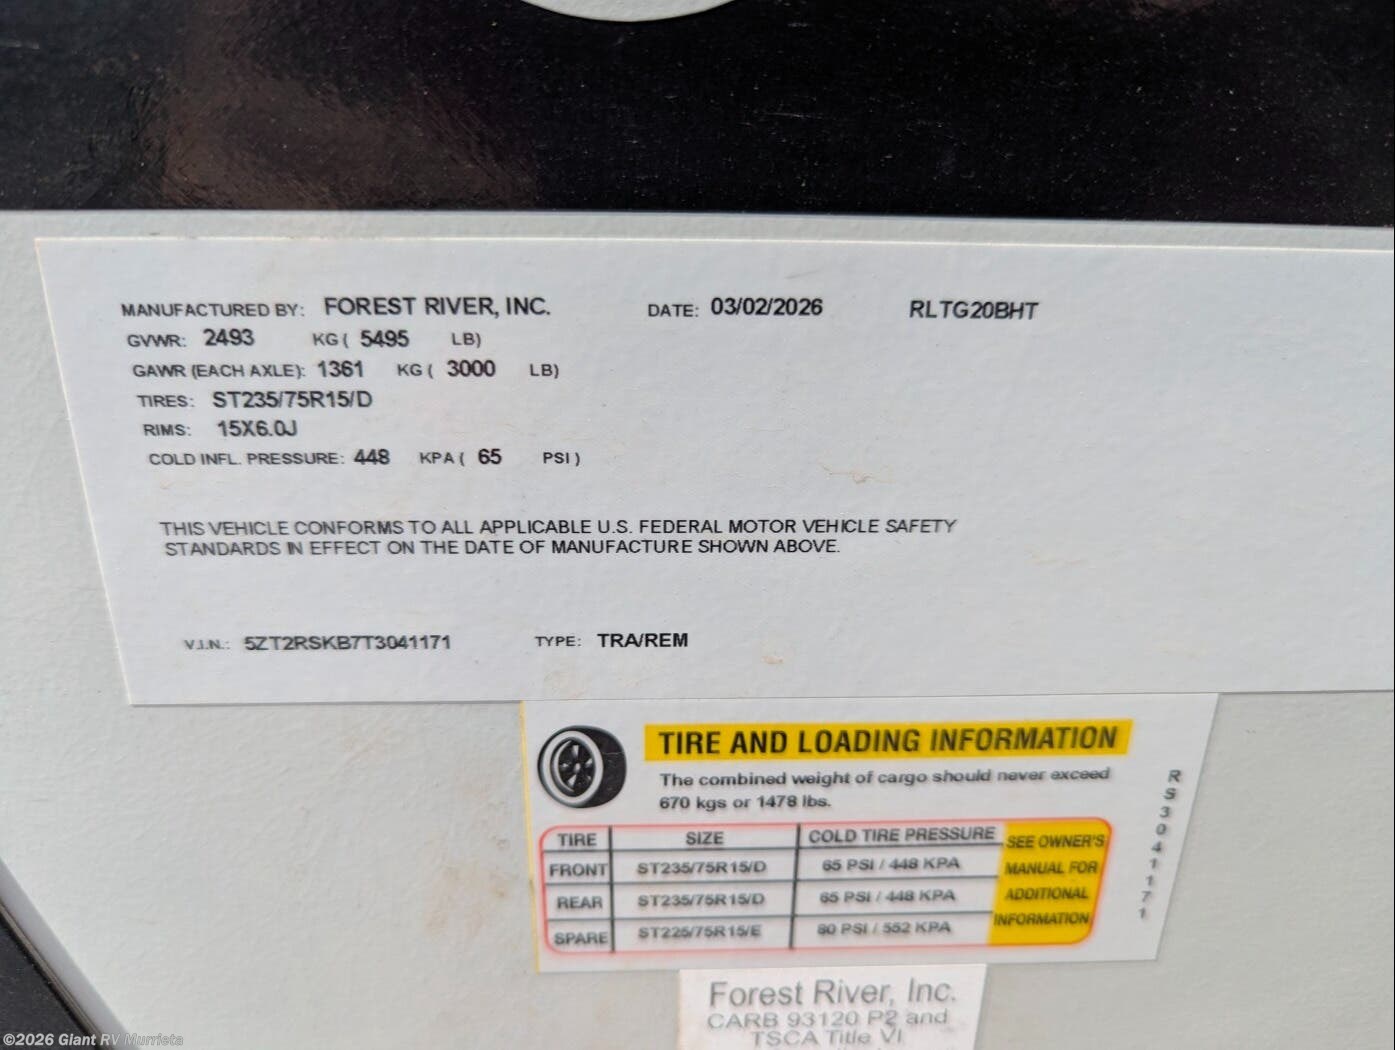 MANUFACTURED BY: FOREST RIVER, INC. DATE: 03/02/2026 RLTG20BHT
GVWR: 2493 KG ( 5495 LB)
GAWR (EACH AXLE): 1361 KG ( 3000 LB)
TIRES: ST235/75R15/D
RIMS: 15X6.0J
COLD INFL. PRESSURE: 448 KPA ( 65 PSI )
THIS VEHICLE CONFORMS TO ALL APPLICABLE U.S. FEDERAL MOTOR VEHICLE SAFETY
STANDARDS IN EFFECT ON THE DATE OF MANUFACTURE SHOWN ABOVE.
V.I.N.: 5ZT2RSKB7T3041171 TYPE: TRA/REM
TIRE AND LOADING INFORMATION
The combined weight of cargo should never exceed
670 kgs or 1478 lbs.
TIRE SIZE COLD TIRE PRESSURE
FRONT ST235/75R15/D 65 PSI / 448 KPA
REAR ST235/75R15/D 65 PSI / 448 KPA
SPARE ST225/75R15/E 80 PSI / 552 KPA
SEE OWNER'S
MANUAL FOR
ADDITIONAL
INFORMATION
RS3041171
Forest River, Inc.
CARB 93120 P2 and
TSCA Title VI
©2026 Giant RV Murrieta